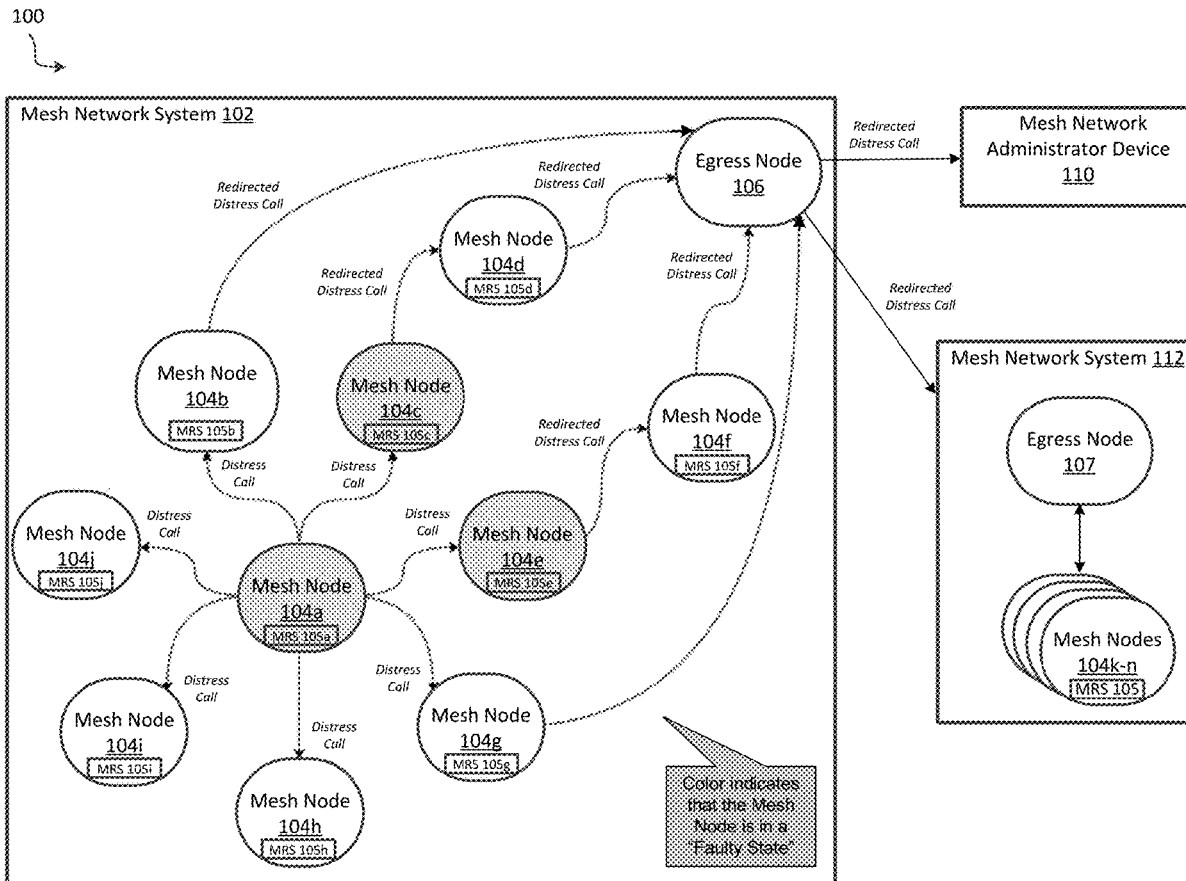 100
Mesh Network System 102
Egress Node
106
Redirected
Distress Call
Mesh Network
Administrator Device
110
Redirected
Distress Call
Redirected
Distress Call
Mesh Node
104d
MRS 105d
Redirected
Distress Call
Redirected
Distress Call
Redirected
Distress Call
Mesh Network System 112
Egress Node
107
Mesh Nodes
104k-n
MRS 105
Mesh Node
104b
MRS 105b
Mesh Node
104c
MRS 105c
Mesh Node
104f
MRS 105f
Redirected
Distress Call
Distress
Call
Distress
Call
Mesh Node
104j
MRS 105j
Distress
Call
Distress
Call
Mesh Node
104e
MRS 105e
Mesh Node
104a
MRS 105a
Distress
Call
Distress
Call
Distress
Call
Mesh Node
104i
MRS 105i
Mesh Node
104g
MRS 105g
Mesh Node
104h
MRS 105h
Color indicates
that the Mesh
Node is in a
"Faulty State"